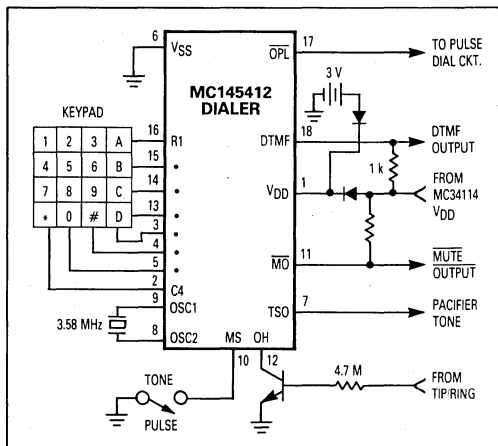 6
VSS
MC145412
DIALER
OPL
17
TO PULSE
DIAL CKT.
3 V
KEYPAD
1 2 3 A
4 5 6 B
7 8 9 C
* 0 # D
16
R1
15
14
13
3
4
5
2
C4
DTMF
18
DTMF
OUTPUT
1 k
VDD
1
FROM
MC34114
VDD
MO
11
MUTE
OUTPUT
TSO
7
PACIFIER
TONE
9
OSC1
3.58 MHz
8
OSC2
MS
OH
10
12
TONE
PULSE
4.7 M
FROM
TIP/RING